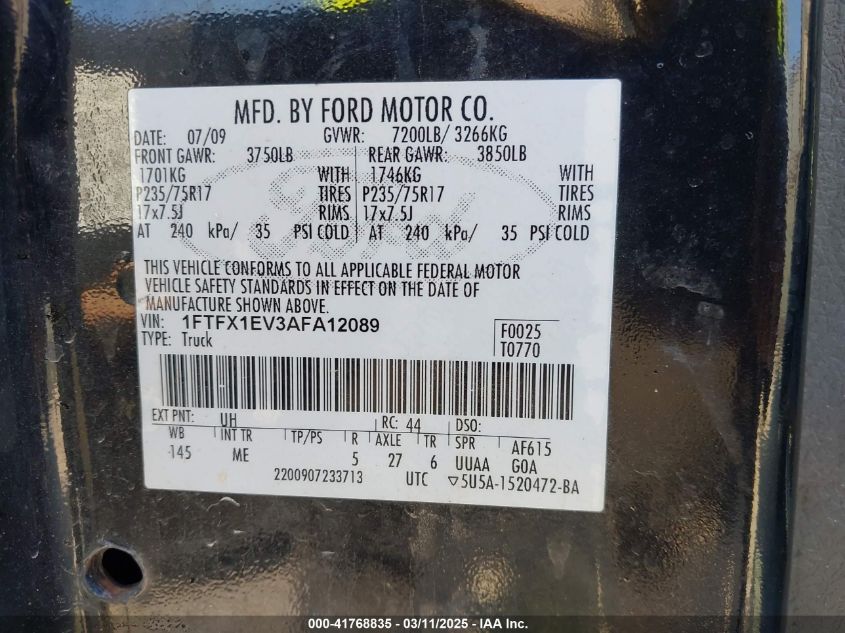 MFD. BY FORD MOTOR CO.
DATE: 07/09 GVWR: 7200LB/ 3266KG
FRONT GAWR: 3750LB REAR GAWR: 3850LB
1701KG WITH 1746KG WITH
P235/75R17 TIRES P235/75R17 TIRES
17x7.5J RIMS 17x7.5J RIMS
AT 240 kPa/ 35 PSI COLD AT 240 kPa/ 35 PSI COLD
Ford
THIS VEHICLE CONFORMS TO ALL APPLICABLE FEDERAL MOTOR
VEHICLE SAFETY STANDARDS IN EFFECT ON THE DATE OF
MANUFACTURE SHOWN ABOVE.
VIN: 1FTFX1EV3AFA12089 F0025
TYPE: Truck T0770
EXT PNT: UH RC: 44 DSO:
WB INT TR TP/PS R AXLE TR SPR AF615
145 ME 5 27 6 UUAA GOA
2200907233713 UTC ▽5U5A-1520472-BA
000-41768835 - 03/11/2025 - IAA Inc.